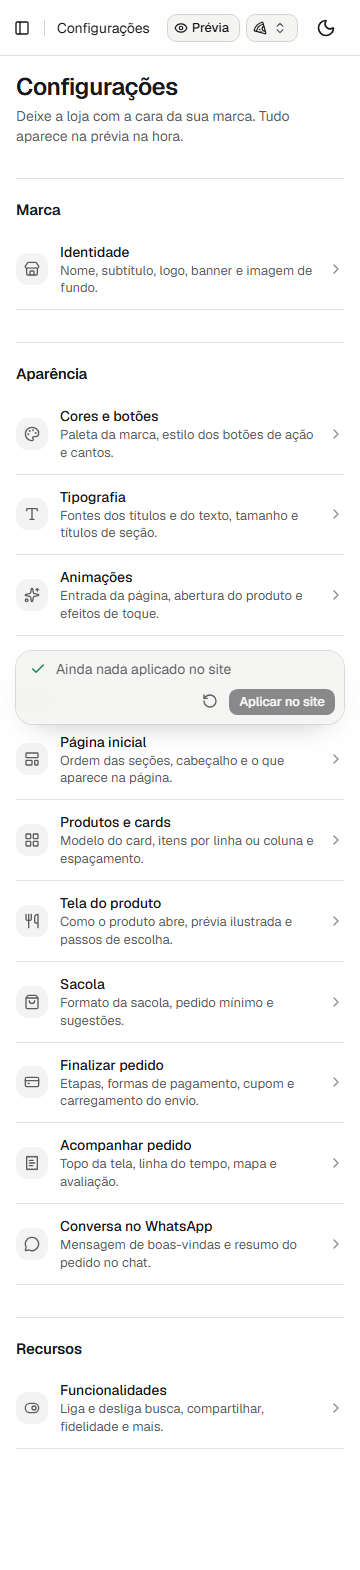 Configurações
Prévia
Configurações
Deixe a loja com a cara da sua marca. Tudo
aparece na prévia na hora.
Marca
Identidade
Nome, subtítulo, logo, banner e imagem de
fundo.
Aparência
Cores e botões
Paleta da marca, estilo dos botões de ação
e cantos.
Tipografia
Fontes dos títulos e do texto, tamanho e
títulos de seção.
Animações
Entrada da página, abertura do produto e
efeitos de toque.
Ainda nada aplicado no site
Aplicar no site
Página inicial
Ordem das seções, cabeçalho e o que
aparece na página.
Produtos e cards
Modelo do card, itens por linha ou coluna e
espaçamento.
Tela do produto
Como o produto abre, prévia ilustrada e
passos de escolha.
Sacola
Formato da sacola, pedido mínimo e
sugestões.
Finalizar pedido
Etapas, formas de pagamento, cupom e
carregamento do envio.
Acompanhar pedido
Topo da tela, linha do tempo, mapa e
avaliação.
Conversa no WhatsApp
Mensagem de boas-vindas e resumo do
pedido no chat.
Recursos
Funcionalidades
Liga e desliga busca, compartilhar,
fidelidade e mais.